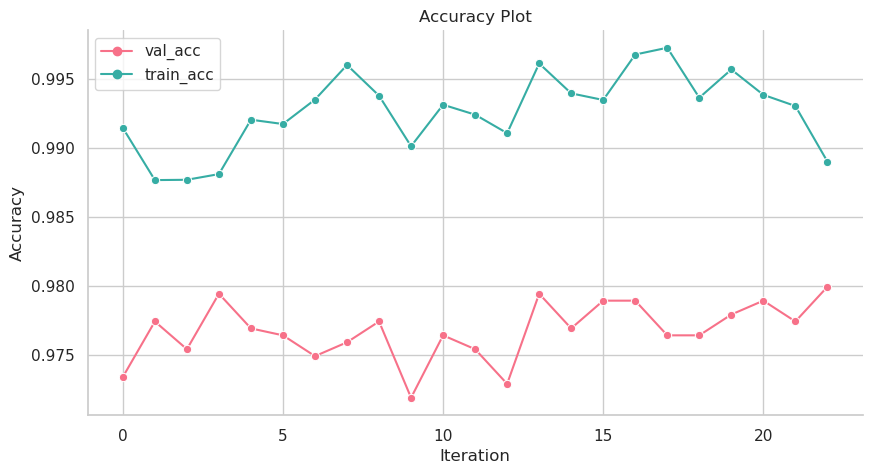 Accuracy Plot
val_acc
train_acc
0.995
0.990
0.985
0.980
0.975
Accuracy
0 5 10 15 20
Iteration